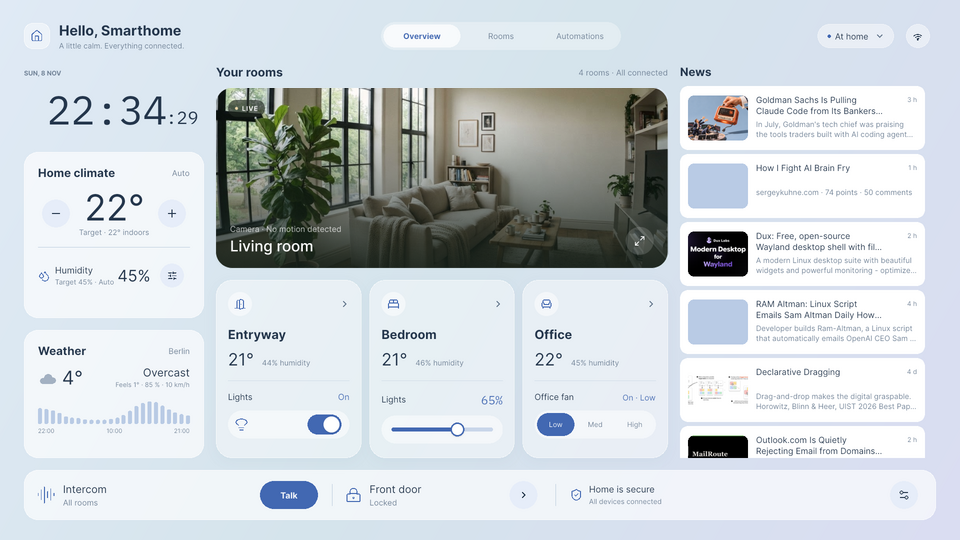 Hello, Smarthome
A little calm. Everything connected.
Overview
Rooms
Automations
At home
SUN, 8 NOV
22:34:29
Home climate
Auto
22°
Target · 22° indoors
Humidity
Target 45% · Auto
45%
Weather
Berlin
4°
Overcast
Feels 1° · 85 % · 10 km/h
22:00
10:00
21:00
Your rooms
4 rooms · All connected
LIVE
Camera · No motion detected
Living room
Entryway
21°
44% humidity
Lights
On
Bedroom
21°
46% humidity
Lights
65%
Office
22°
45% humidity
Office fan
On · Low
Low
Med
High
News
Goldman Sachs Is Pulling
Claude Code from Its Bankers...
3 h
In July, Goldman's tech chief was praising
the tools traders built with AI coding agent...
How I Fight AI Brain Fry
1 h
sergeykuhne.com · 74 points · 50 comments
Dux Labs
Modern Desktop
for
Wayland
Dux: Free, open-source
Wayland desktop shell with fil...
2 h
A modern Linux desktop suite with beautiful
widgets and powerful monitoring - optimize...
RAM Altman: Linux Script
Emails Sam Altman Daily How...
4 h
Developer builds Ram-Altman, a Linux script
that automatically emails OpenAI CEO Sam ...
Declarative Dragging
4 d
Drag-and-drop makes the digital graspable.
Horowitz, Blinn & Heer, UIST 2026 Best Pap...
MailRoute
Outlook.com Is Quietly
Rejecting Email from Domains...
2 h
Intercom
All rooms
Talk
Front door
Locked
Home is secure
All devices connected